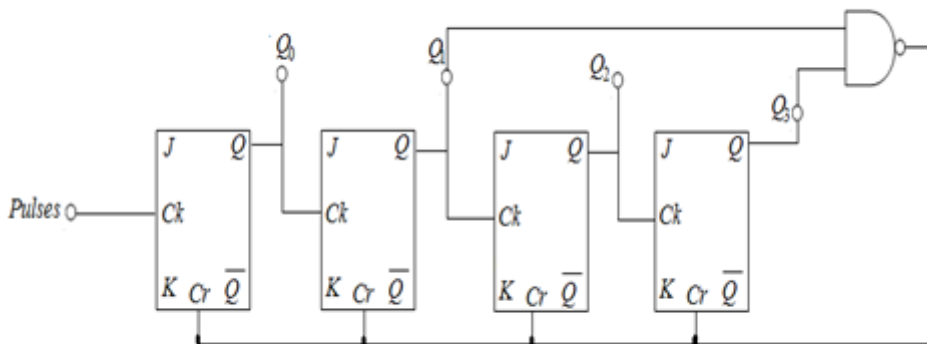 Q0
Q1
Q2
Q3
J Q
J Q
J Q
J Q
Pulses Ck
Ck
Ck
Ck
K Cr Q̅
K Cr Q̅
K Cr Q̅
K Cr Q̅